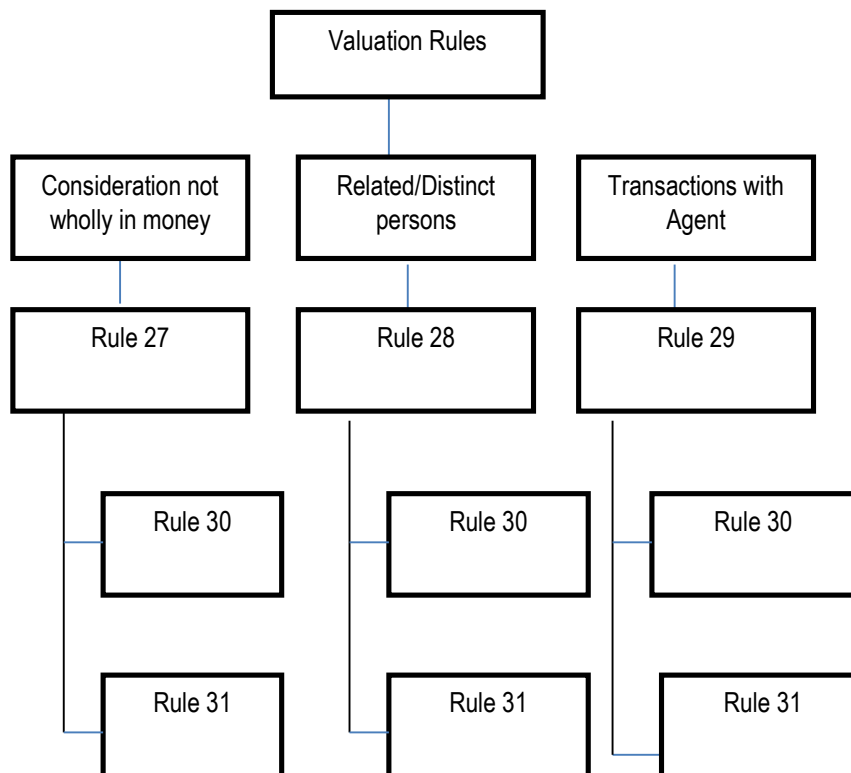 Valuation Rules
Consideration not
wholly in money
Related/Distinct
persons
Transactions with
Agent
Rule 27
Rule 28
Rule 29
Rule 30
Rule 30
Rule 30
Rule 31
Rule 31
Rule 31